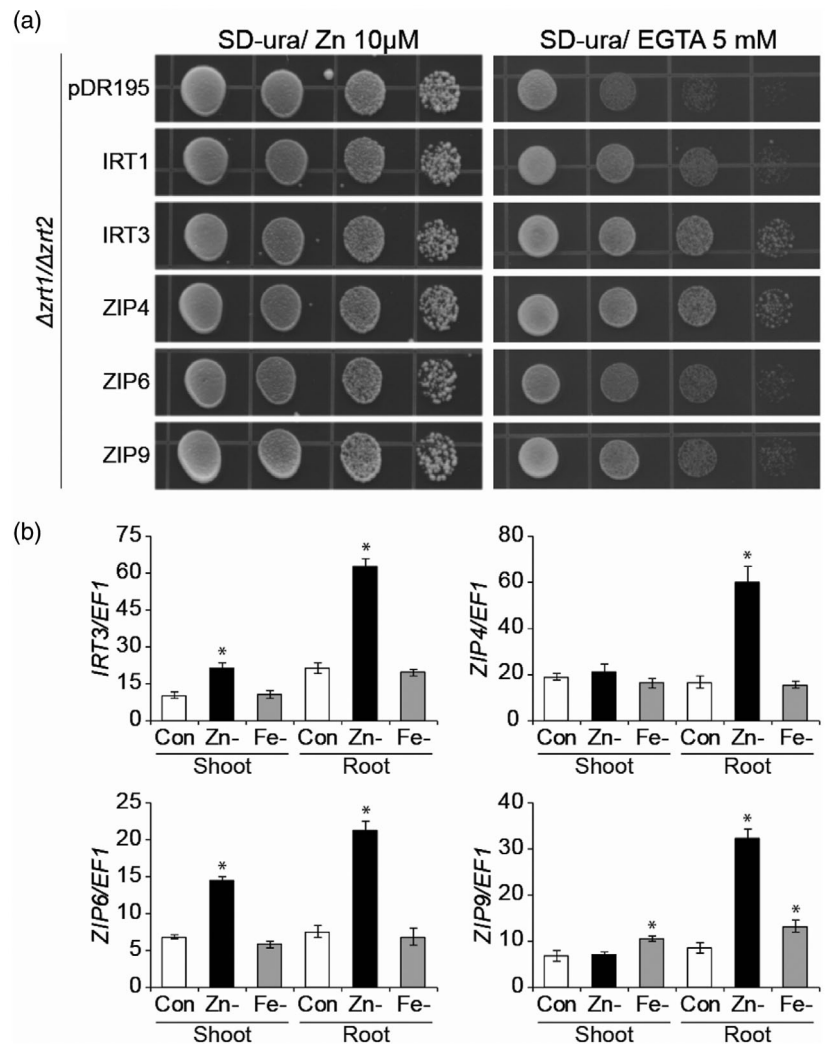 (a)
SD-ura/ Zn 10µM
SD-ura/ EGTA 5 mM
Δzrt1/Δzrt2
pDR195
IRT1
IRT3
ZIP4
ZIP6
ZIP9
(b)
IRT3/EF1
75
60
45
30
15
0
*
*
Con Zn- Fe- Con Zn- Fe-
Shoot Root
ZIP4/EF1
80
60
40
20
0
*
Con Zn- Fe- Con Zn- Fe-
Shoot Root
ZIP6/EF1
25
20
15
10
5
0
*
*
Con Zn- Fe- Con Zn- Fe-
Shoot Root
ZIP9/EF1
40
30
20
10
0
*
*
*
Con Zn- Fe- Con Zn- Fe-
Shoot Root